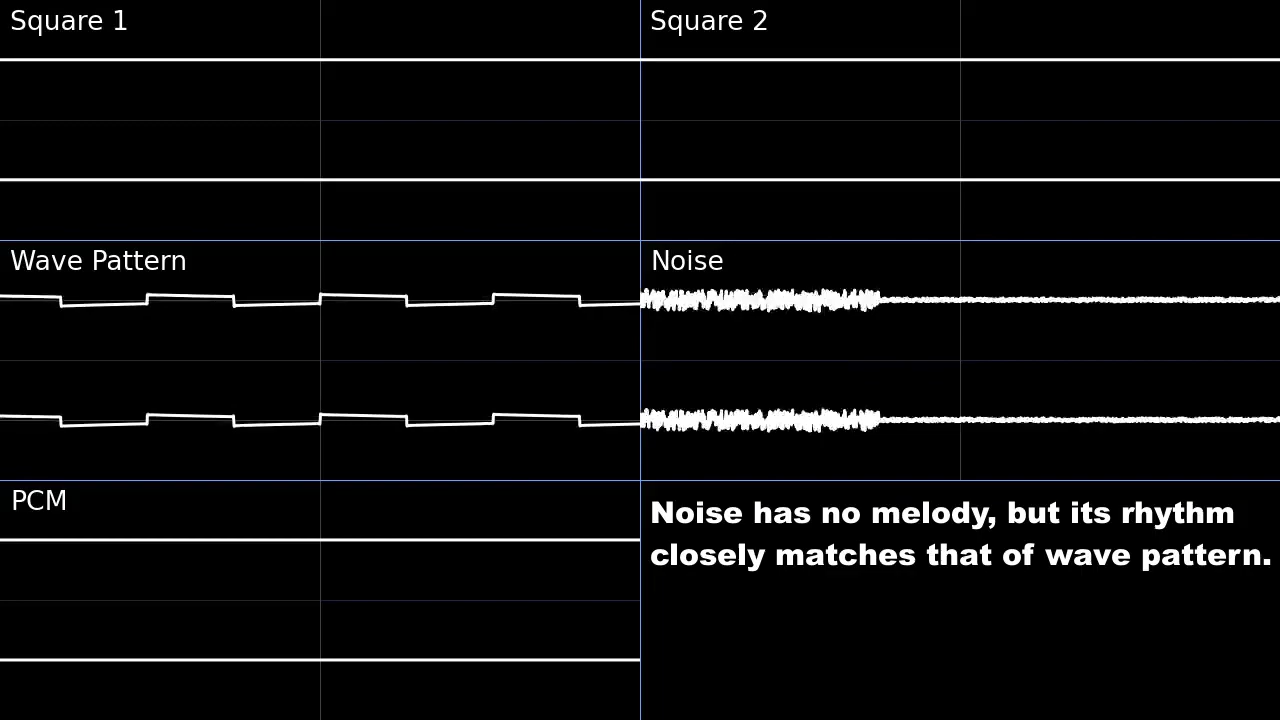 Square 1
Square 2
Wave Pattern
Noise
PCM
Noise has no melody, but its rhythm
closely matches that of wave pattern.